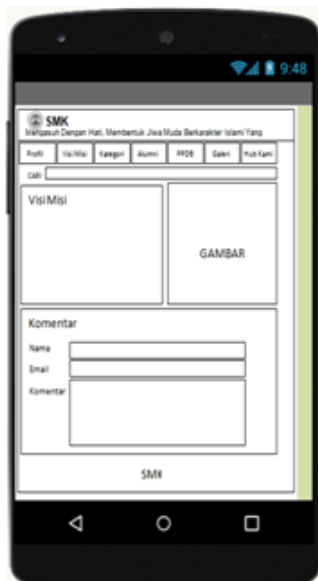 9:48
SMK
Mengasuh Dengan Hati, Membentuk Jiwa Muda Berkarakter Islami Yang
Profil Visi Misi Kategori Alumni PPDB Galeri Hub Kami
CARI
Visi Misi
GAMBAR
Komentar
Nama
Email
Komentar
SMK